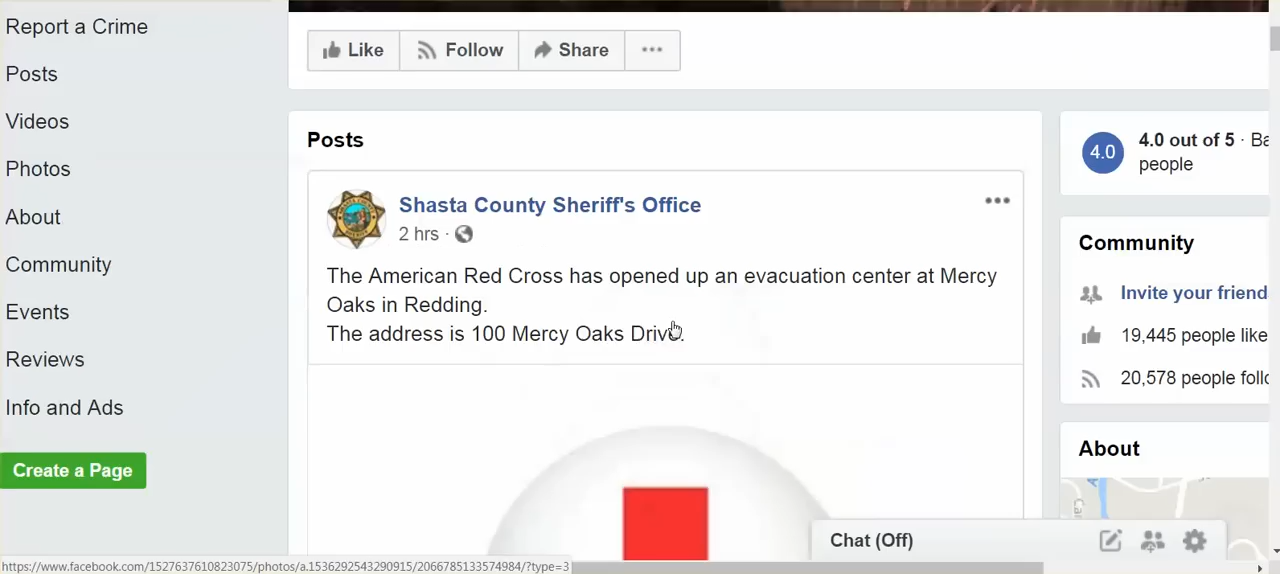 Report a Crime
Posts
Videos
Photos
About
Community
Events
Reviews
Info and Ads
Create a Page
Like
Follow
Share
Posts
Shasta County Sheriff's Office
2 hrs ·
The American Red Cross has opened up an evacuation center at Mercy
Oaks in Redding.
The address is 100 Mercy Oaks Drive.
4.0
4.0 out of 5 · Ba
people
Community
Invite your friend
19,445 people like
20,578 people follo
About
Chat (Off)
https://www.facebook.com/1527637610823075/photos/a.1536292543290915/2066783133574984/?type=3